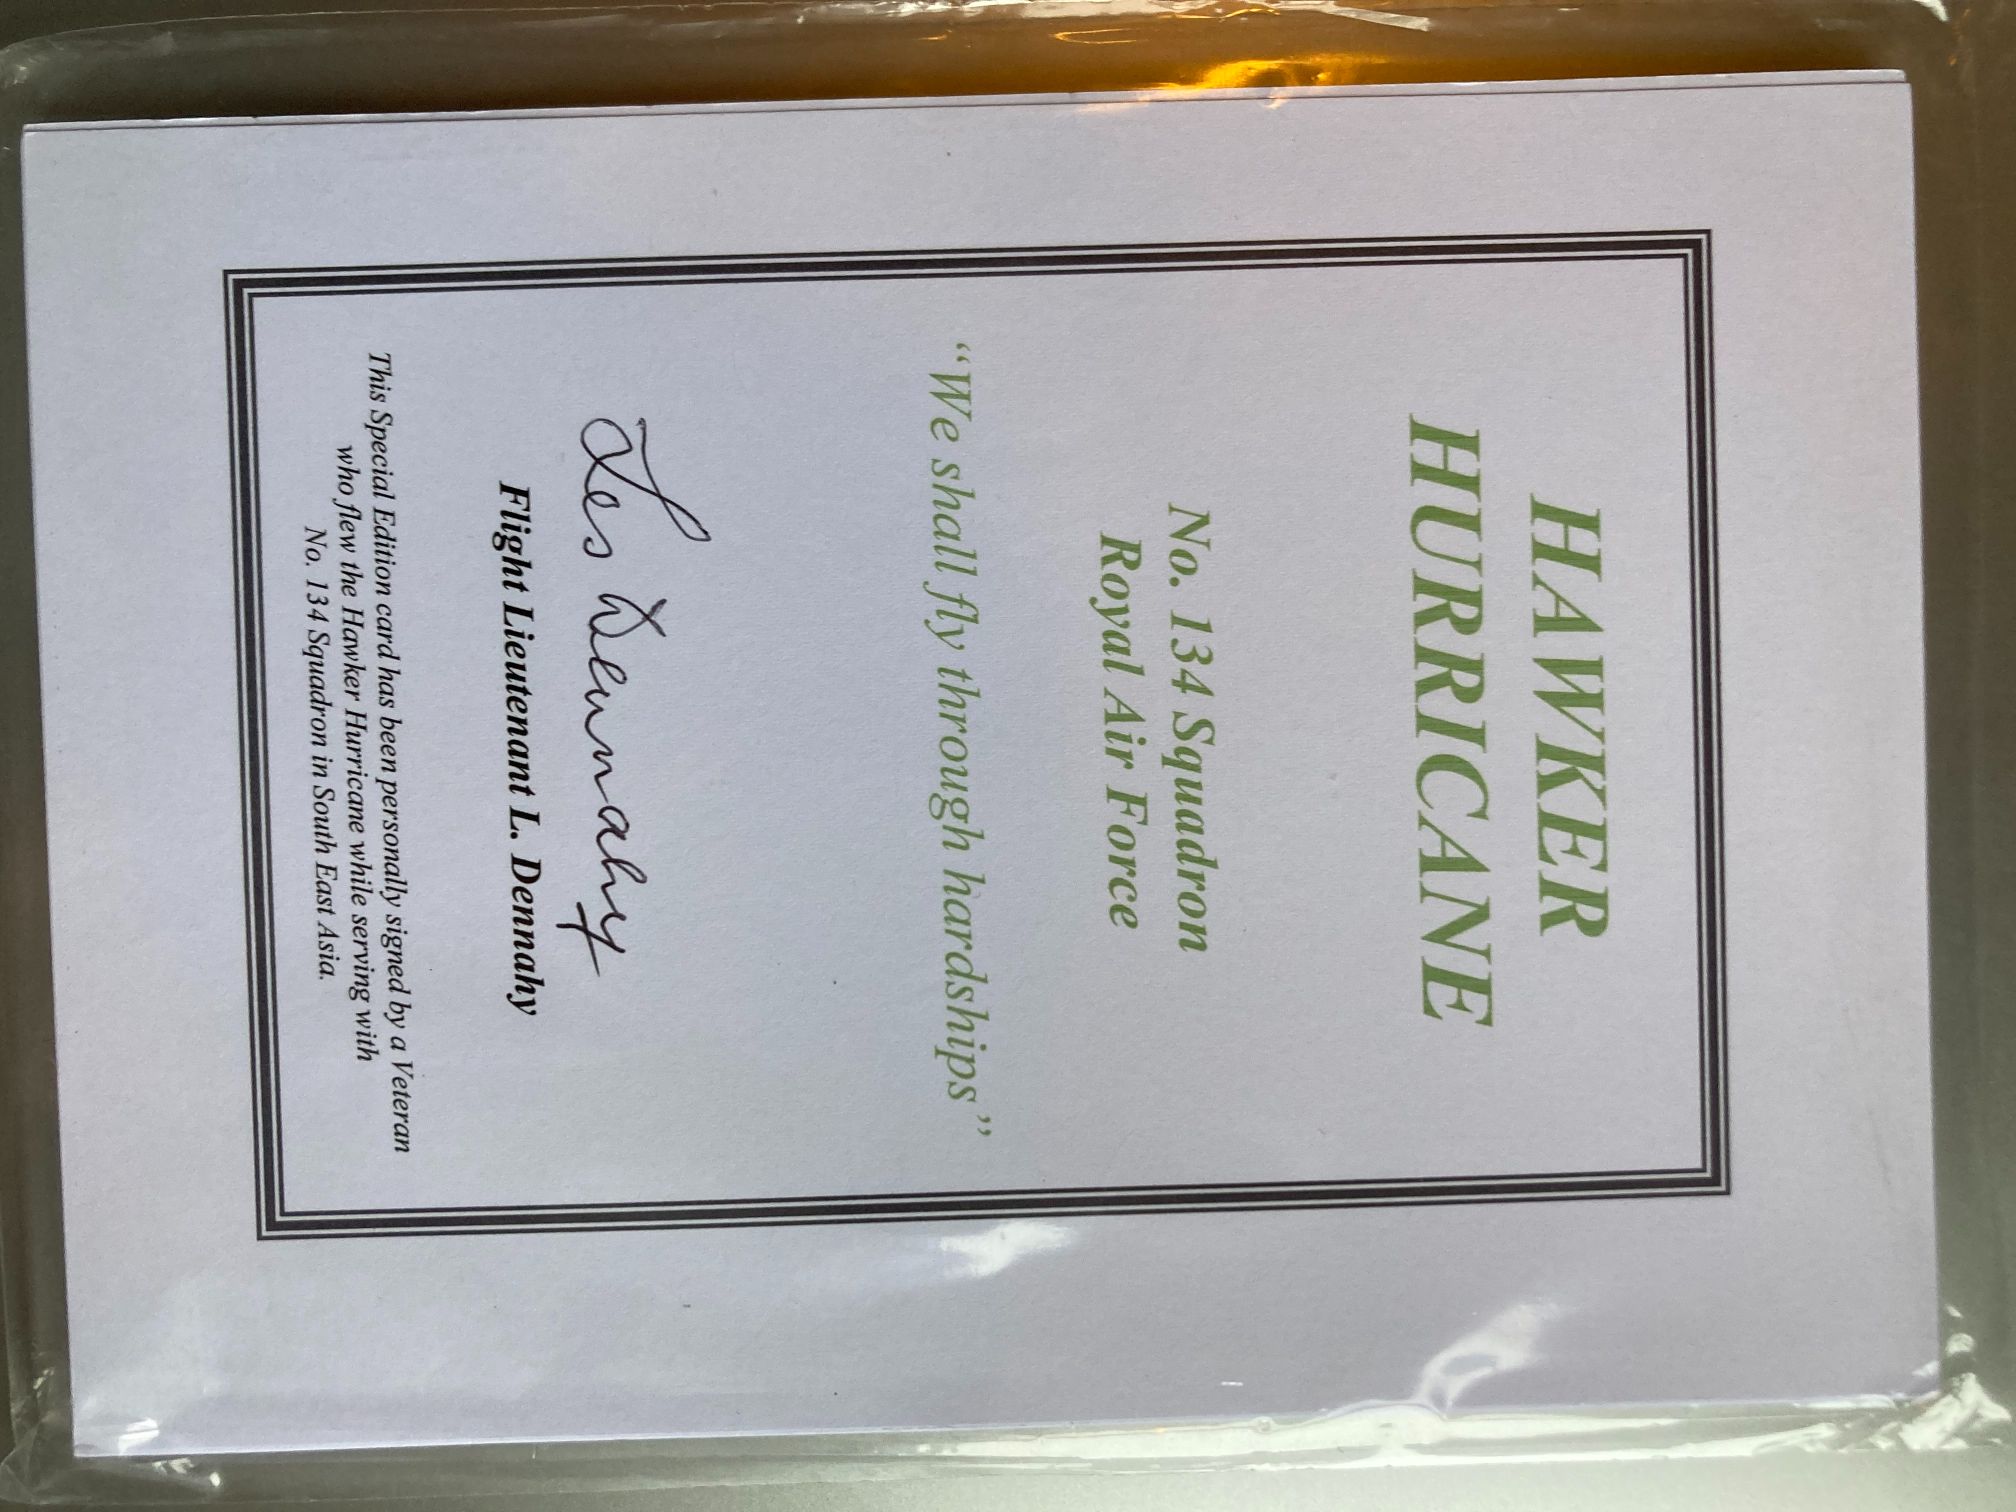 HAWKER
HURRICANE
No. 134 Squadron
Royal Air Force
“We shall fly through hardships”
Les Dennahy
Flight Lieutenant L. Dennahy
This Special Edition card has been personally signed by a Veteran
who flew the Hawker Hurricane while serving with
No. 134 Squadron in South East Asia.